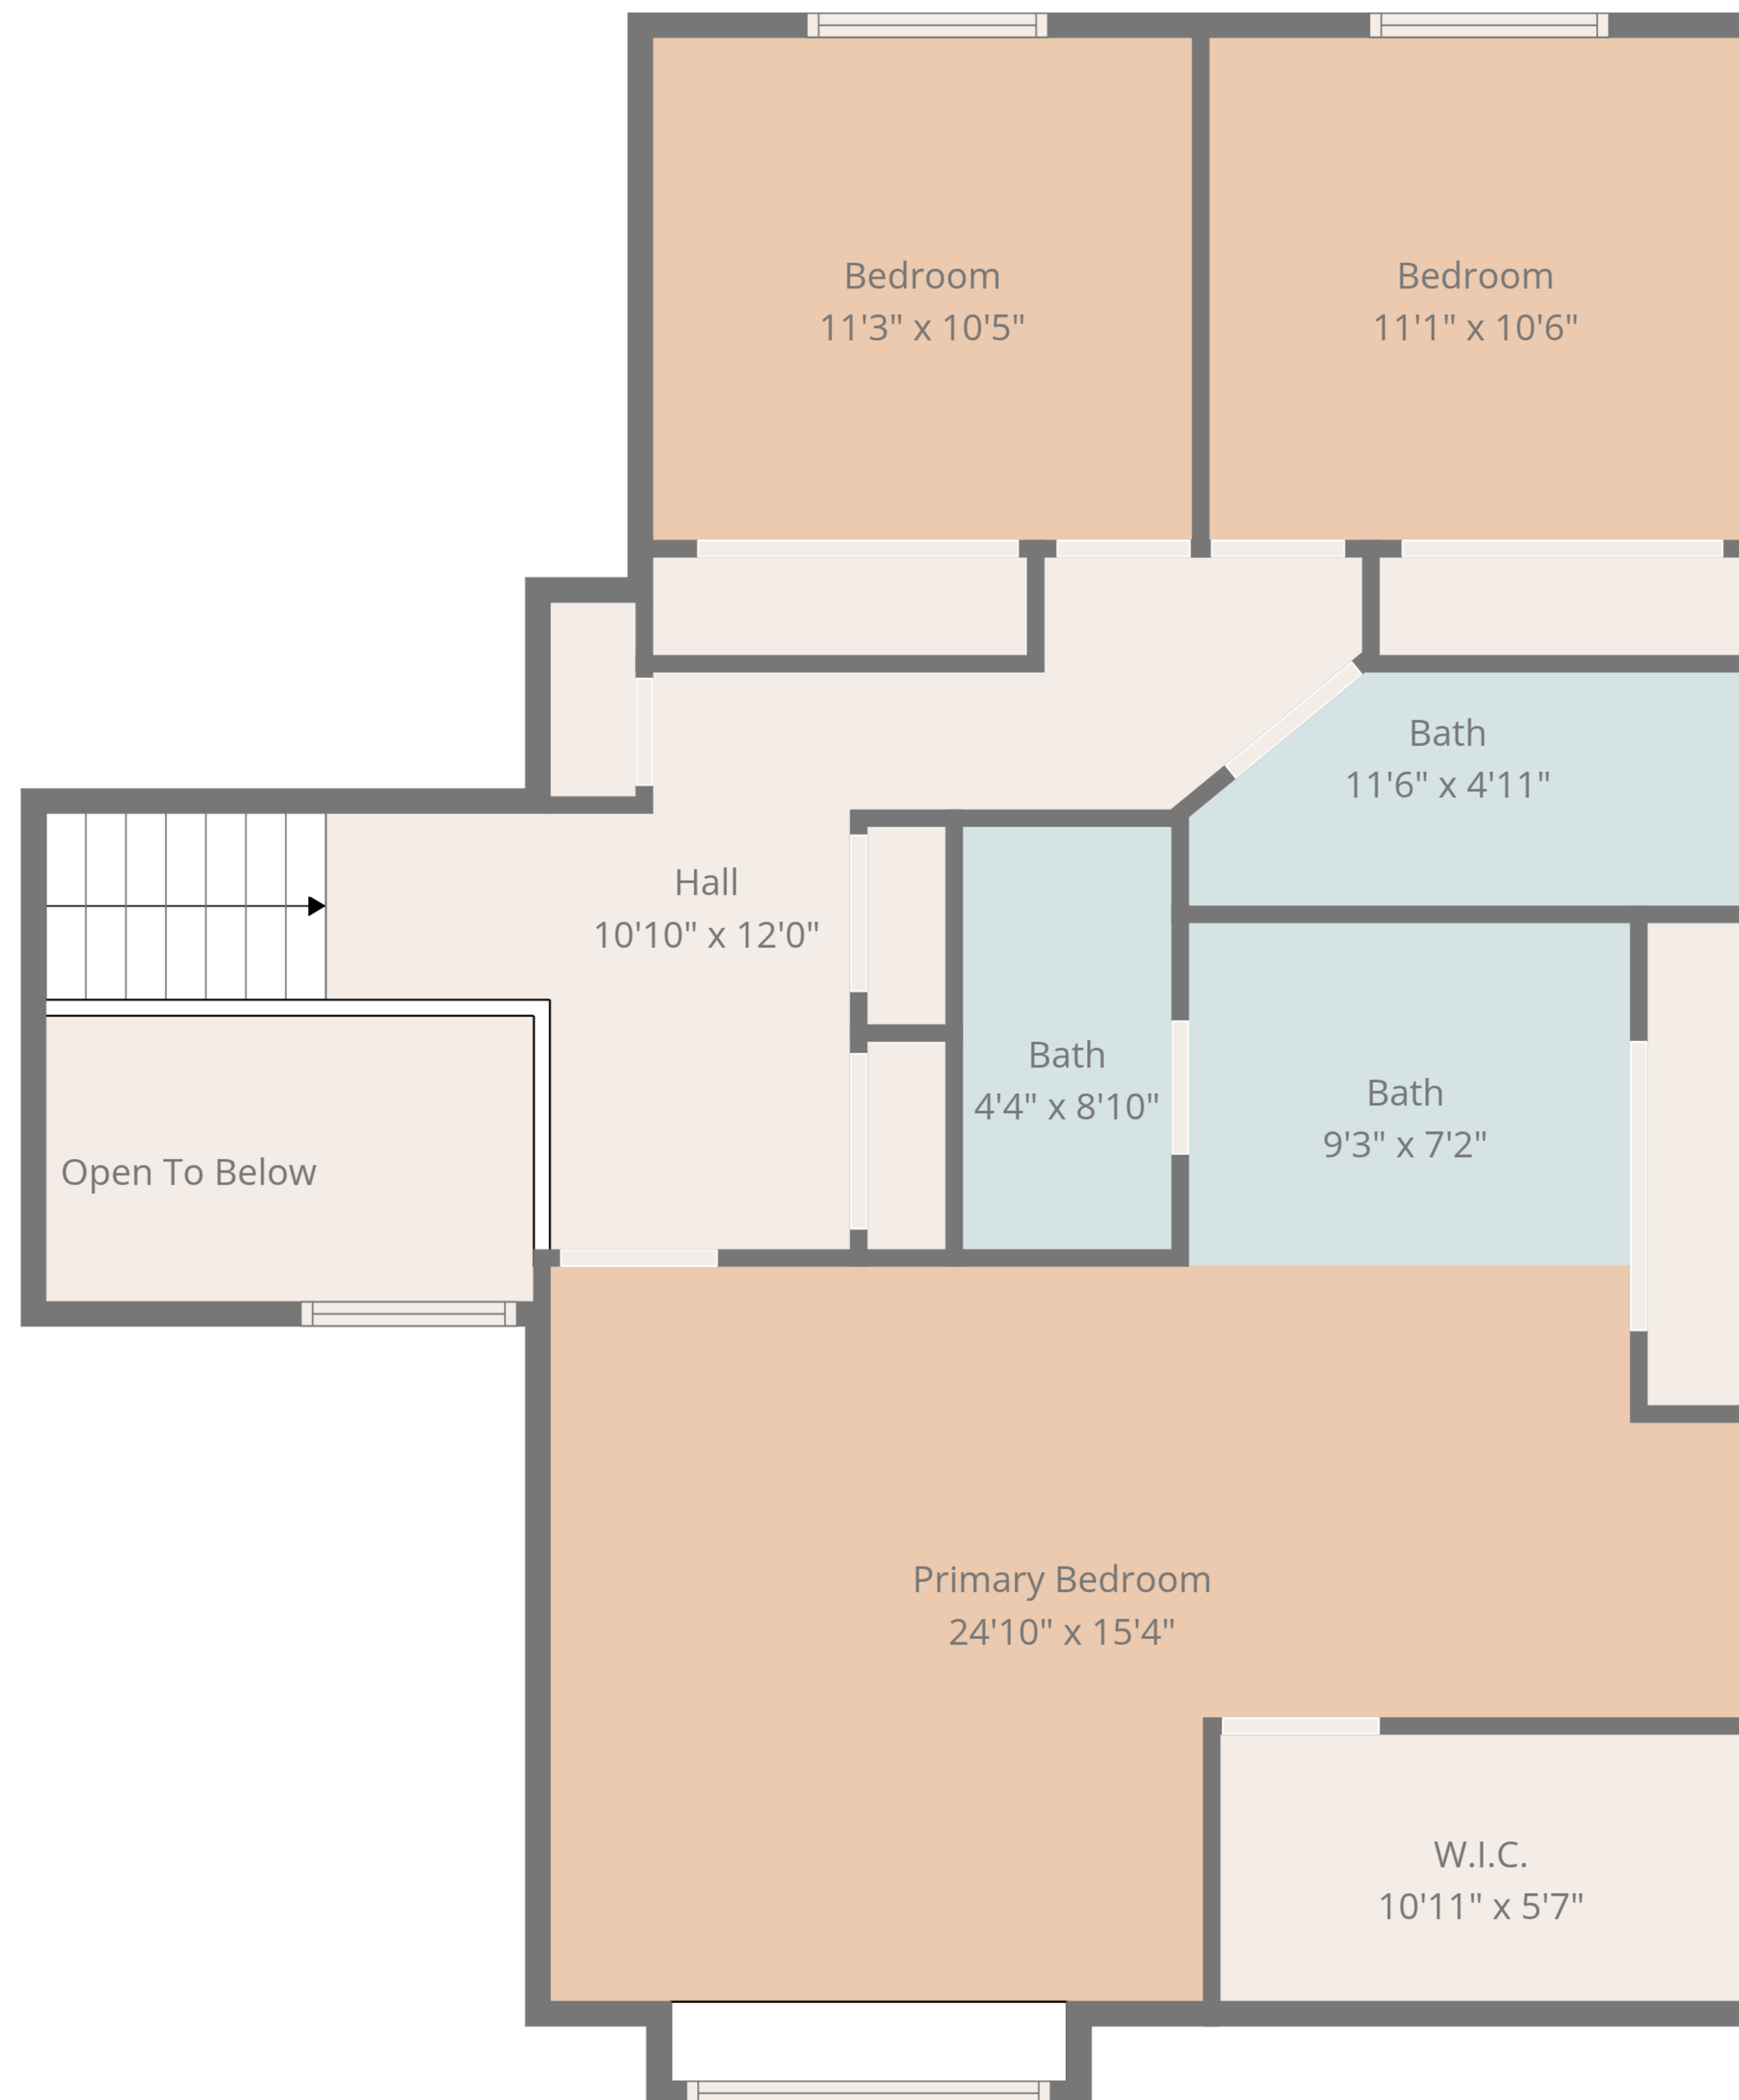 Bedroom
11'3" x 10'5"
Bedroom
11'1" x 10'6"
Bath
11'6" x 4'11"
Hall
10'10" x 12'0"
Bath
4'4" x 8'10"
Bath
9'3" x 7'2"
Open To Below
Primary Bedroom
24'10" x 15'4"
W.I.C.
10'11" x 5'7"